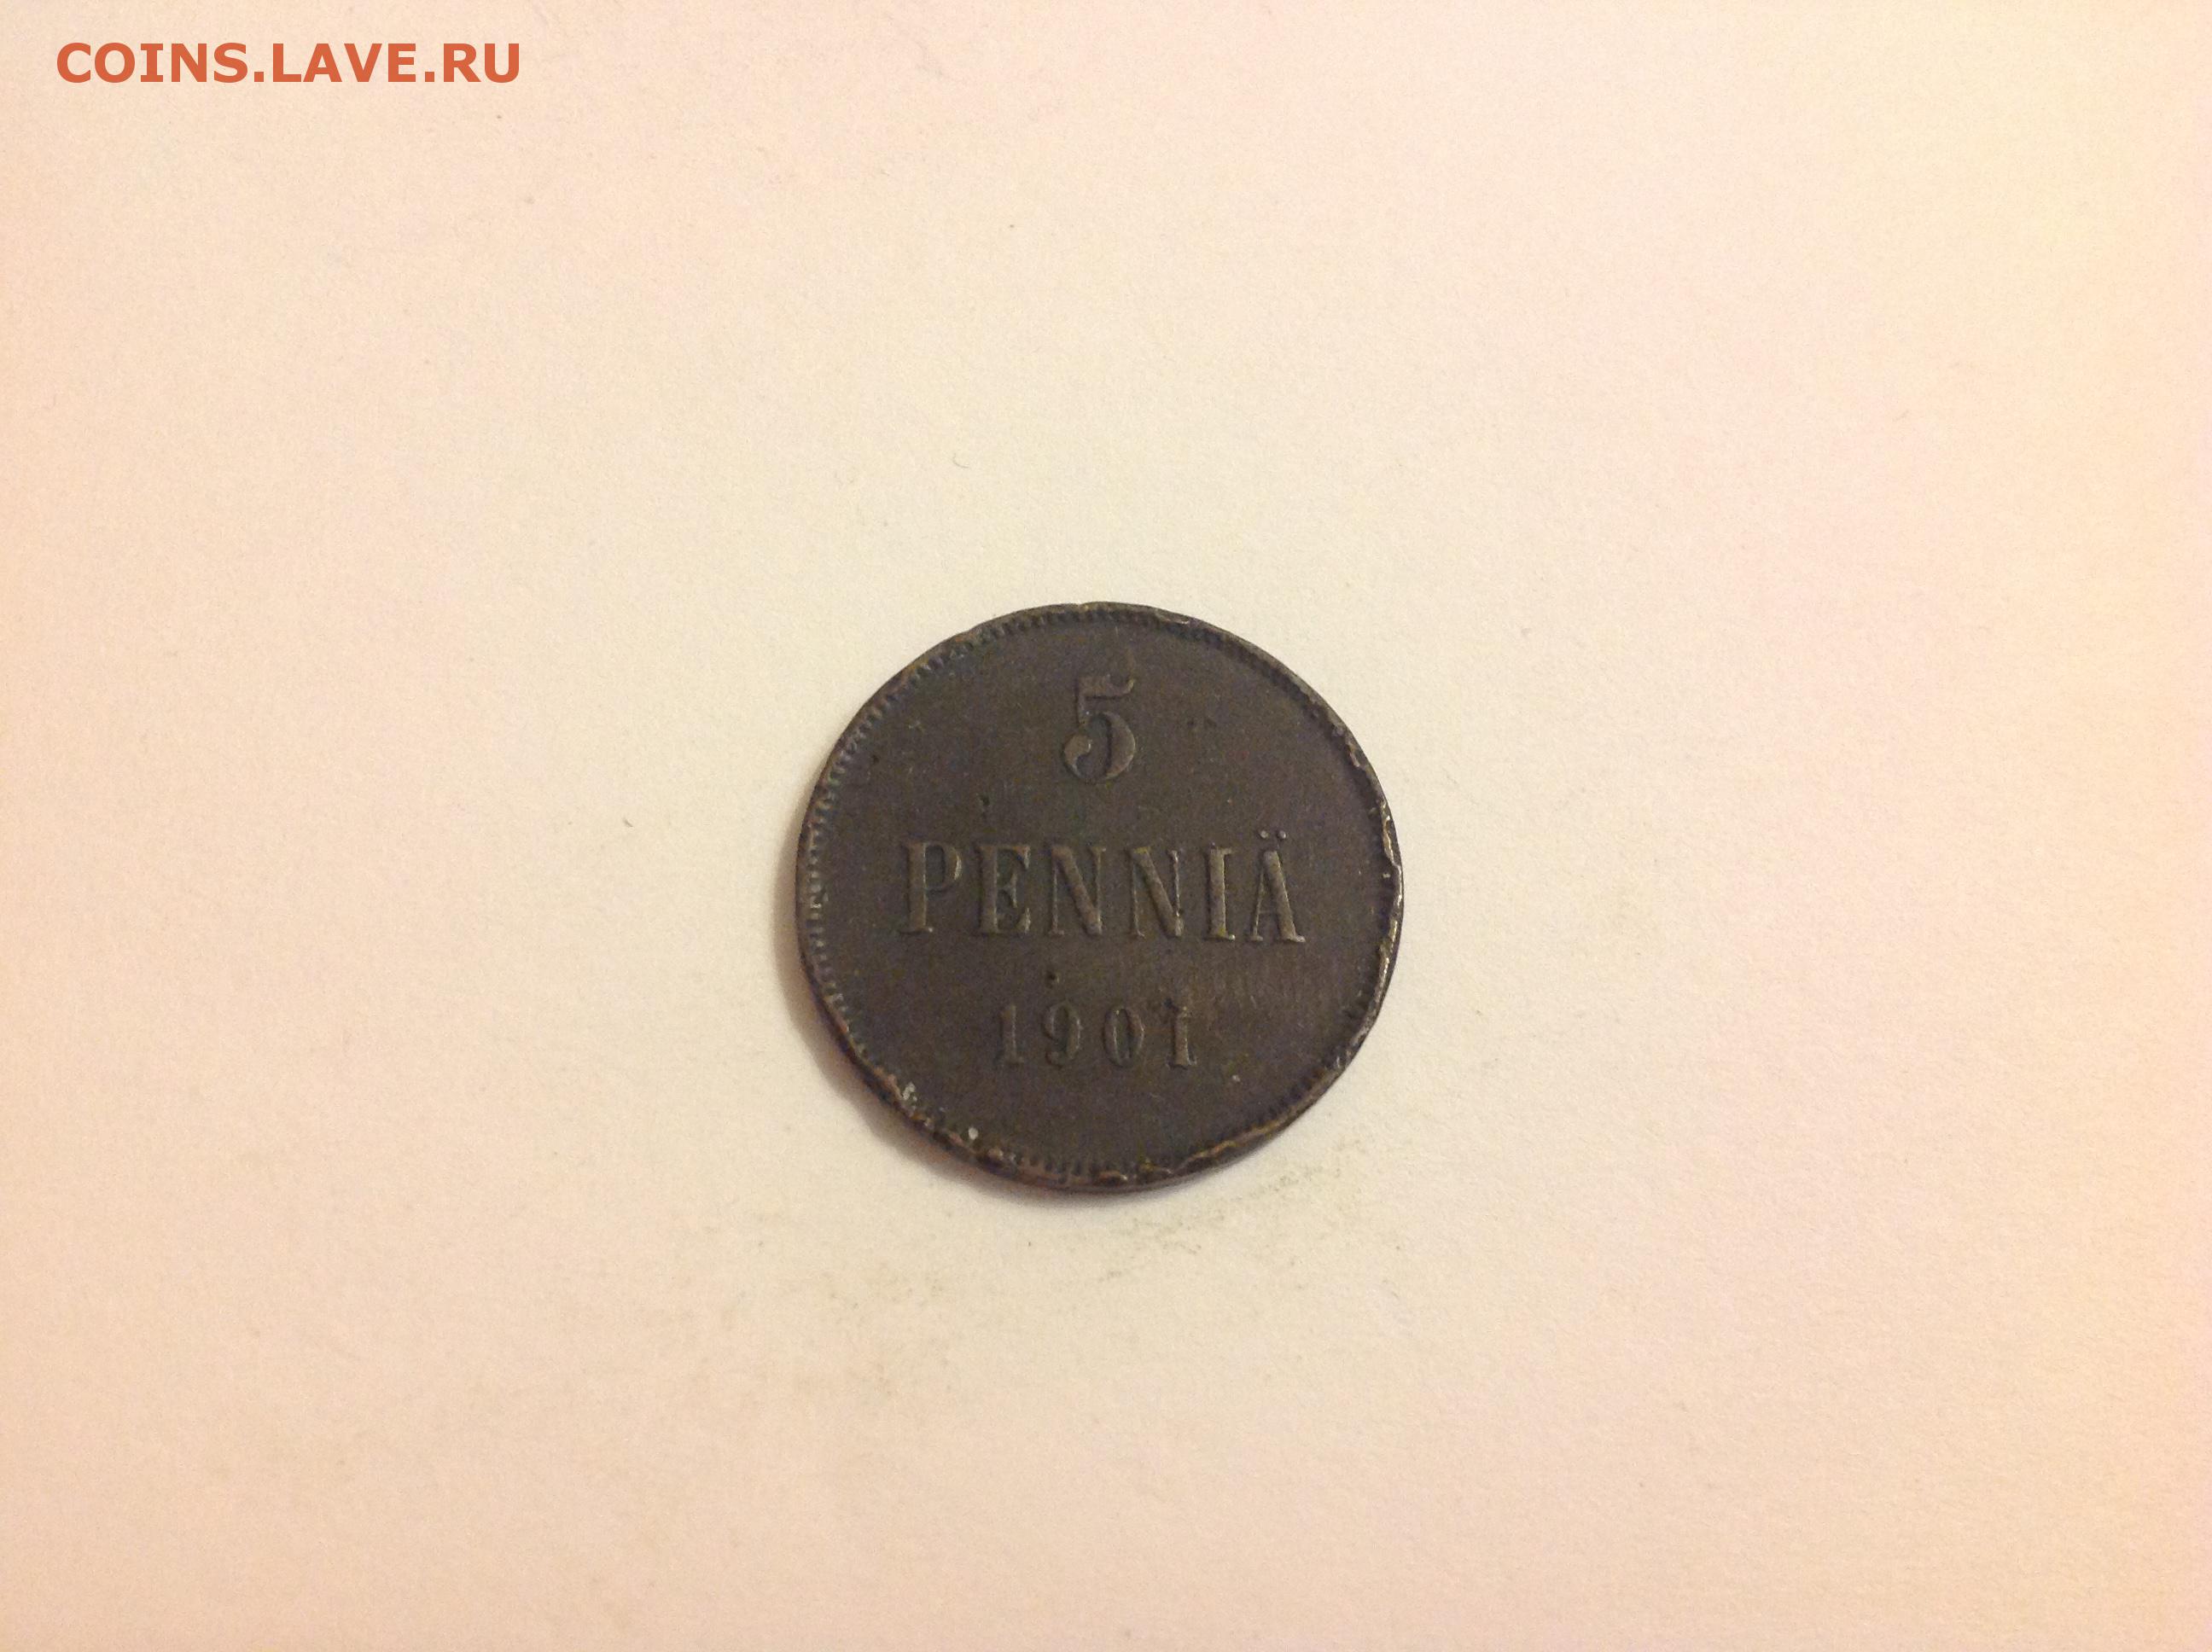 COINS.LAVE.RU
5
PENNIÄ
1901